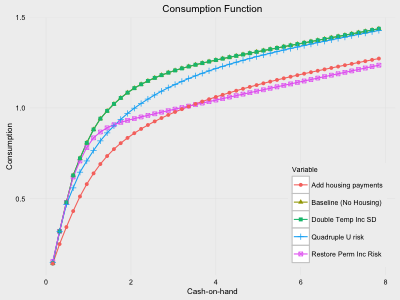 Consumption Function
1.5
1.0
0.5
Consumption
0
2
4
6
8
Cash-on-hand
Variable
Add housing payments
Baseline (No Housing)
Double Temp Inc SD
Quadruple U risk
Restore Perm Inc Risk